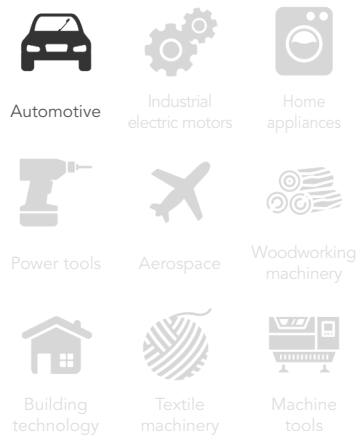 Automotive
Industrial
electric motors
Home
appliances
Power tools
Aerospace
Woodworking
machinery
Building
technology
Textile
machinery
Machine
tools